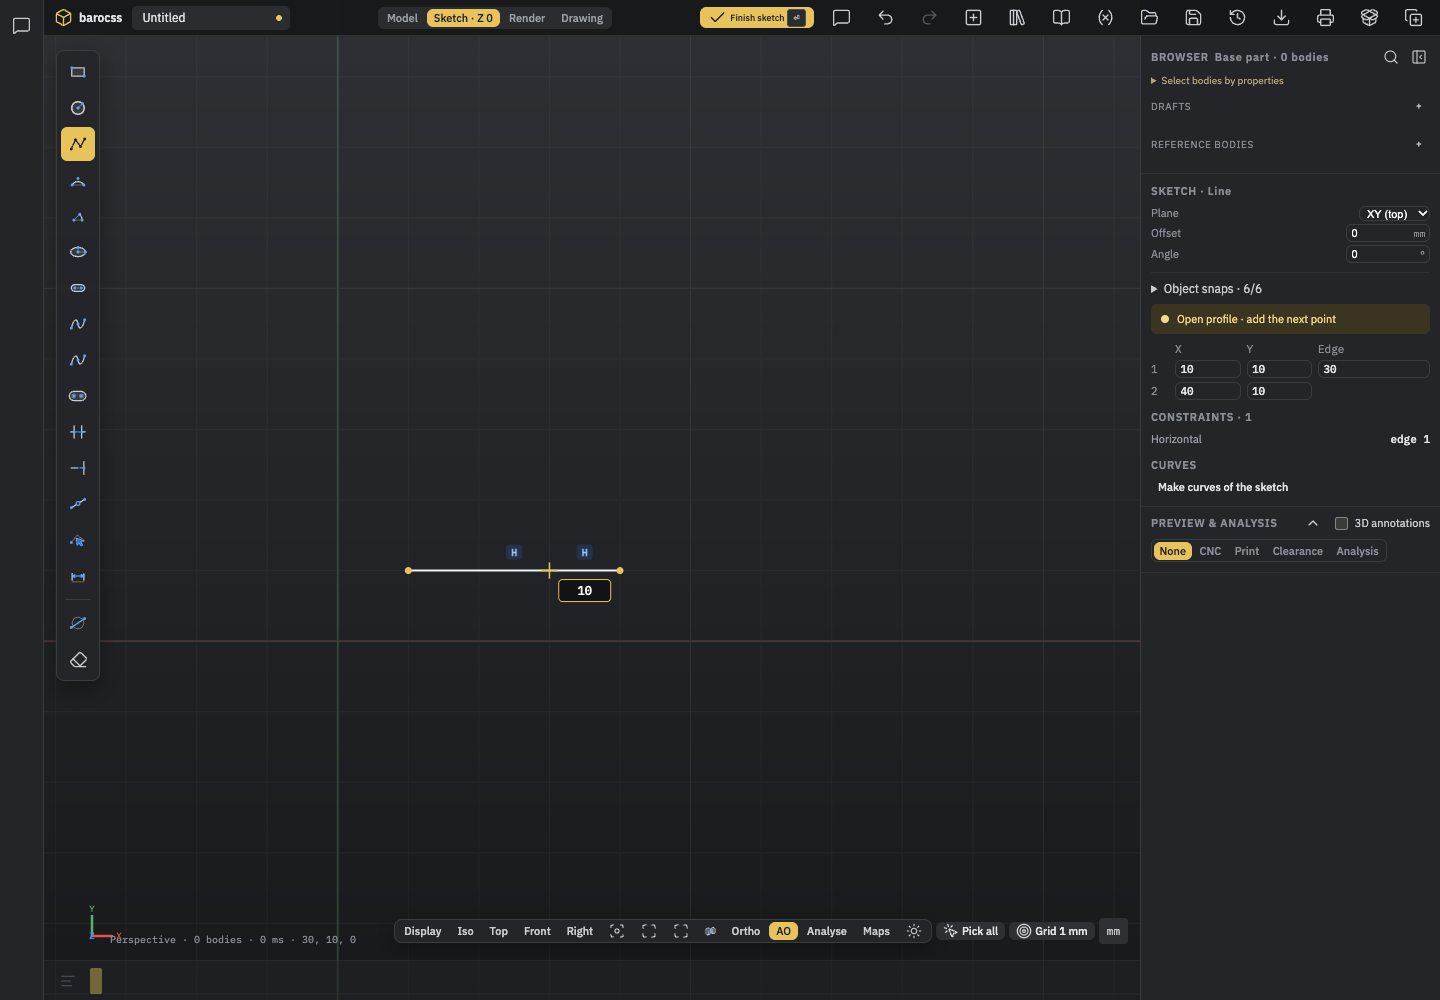 barocss
Untitled
Model
Sketch · Z 0
Render
Drawing
Finish sketch
BROWSER Base part · 0 bodies
Select bodies by properties
DRAFTS
+
REFERENCE BODIES
+
SKETCH · Line
Plane
XY (top)
Offset
0 mm
Angle
0 °
Object snaps · 6/6
Open profile · add the next point
X Y Edge
1 10 10 30
2 40 10
CONSTRAINTS · 1
Horizontal
edge 1
CURVES
Make curves of the sketch
PREVIEW & ANALYSIS
3D annotations
None
CNC
Print
Clearance
Analysis
H
H
10
Y
X
Z
Perspective · 0 bodies · 0 ms · 30, 10, 0
Display
Iso
Top
Front
Right
Ortho
AO
Analyse
Maps
Pick all
Grid 1 mm
mm